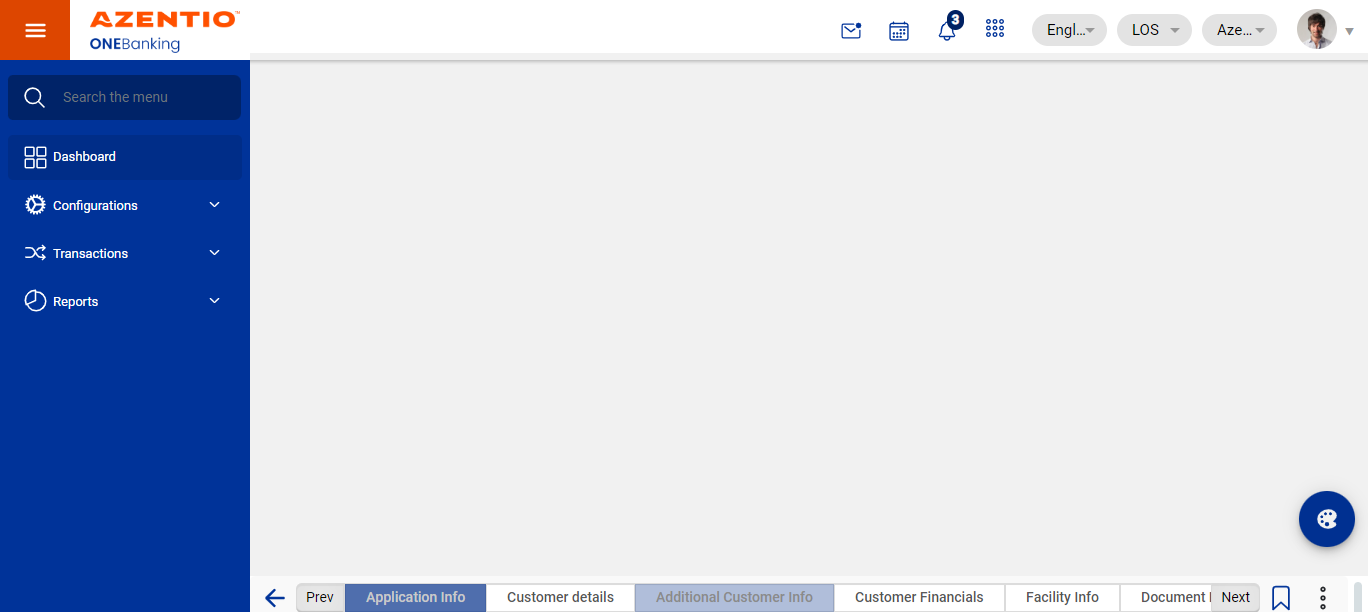 AZENTIO™
ONEBanking
3
Engl...
LOS
Aze...
Search the menu
Dashboard
Configurations
Transactions
Reports
Prev
Application Info
Customer details
Additional Customer Info
Customer Financials
Facility Info
Document
Next